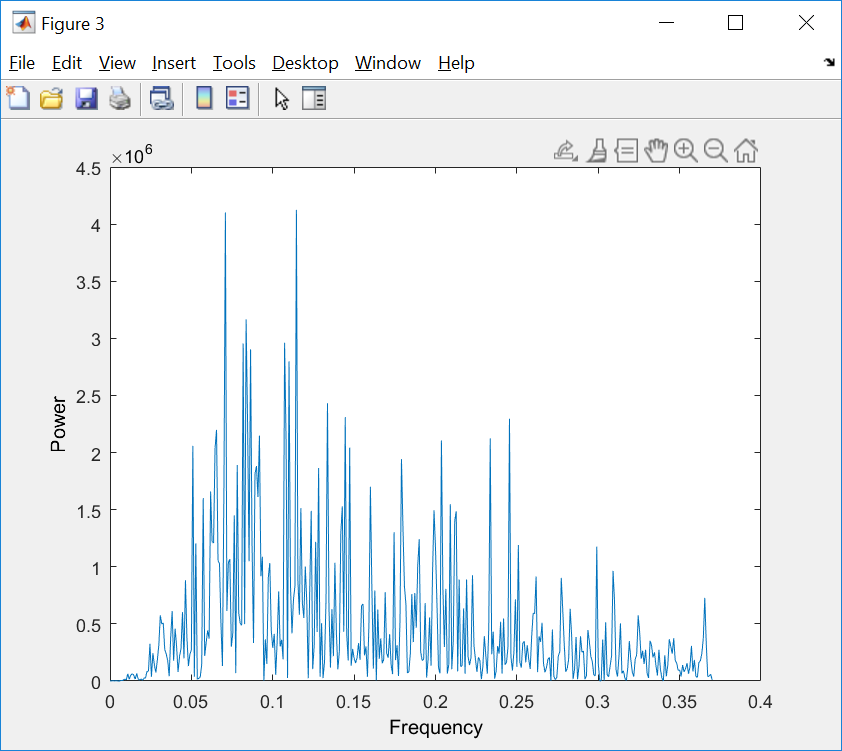 Figure 3
File Edit View Insert Tools Desktop Window Help
×10⁶
4.5
4
3.5
3
2.5
2
1.5
1
0.5
0
Power
0 0.05 0.1 0.15 0.2 0.25 0.3 0.35 0.4
Frequency